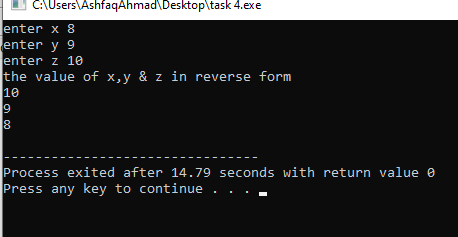 C:\Users\AshfaqAhmad\Desktop\task 4.exe
enter x 8
enter y 9
enter z 10
the value of x,y & z in reverse form
10
9
8
--------------------------------
Process exited after 14.79 seconds with return value 0
Press any key to continue . . .